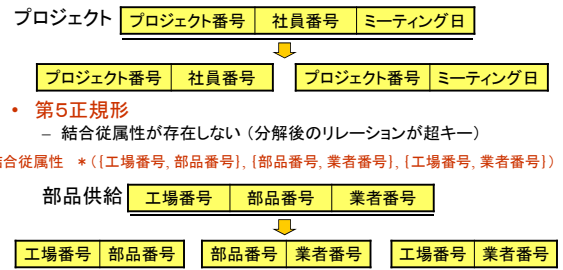 プロジェクト プロジェクト番号 社員番号 ミーティング日
プロジェクト番号 社員番号 プロジェクト番号 ミーティング日
• 第5正規形
– 結合従属性が存在しない (分解後のリレーションが超キー)
結合従属性 *({工場番号, 部品番号}, {部品番号, 業者番号}, {工場番号, 業者番号})
部品供給 工場番号 部品番号 業者番号
工場番号 部品番号 部品番号 業者番号 工場番号 業者番号